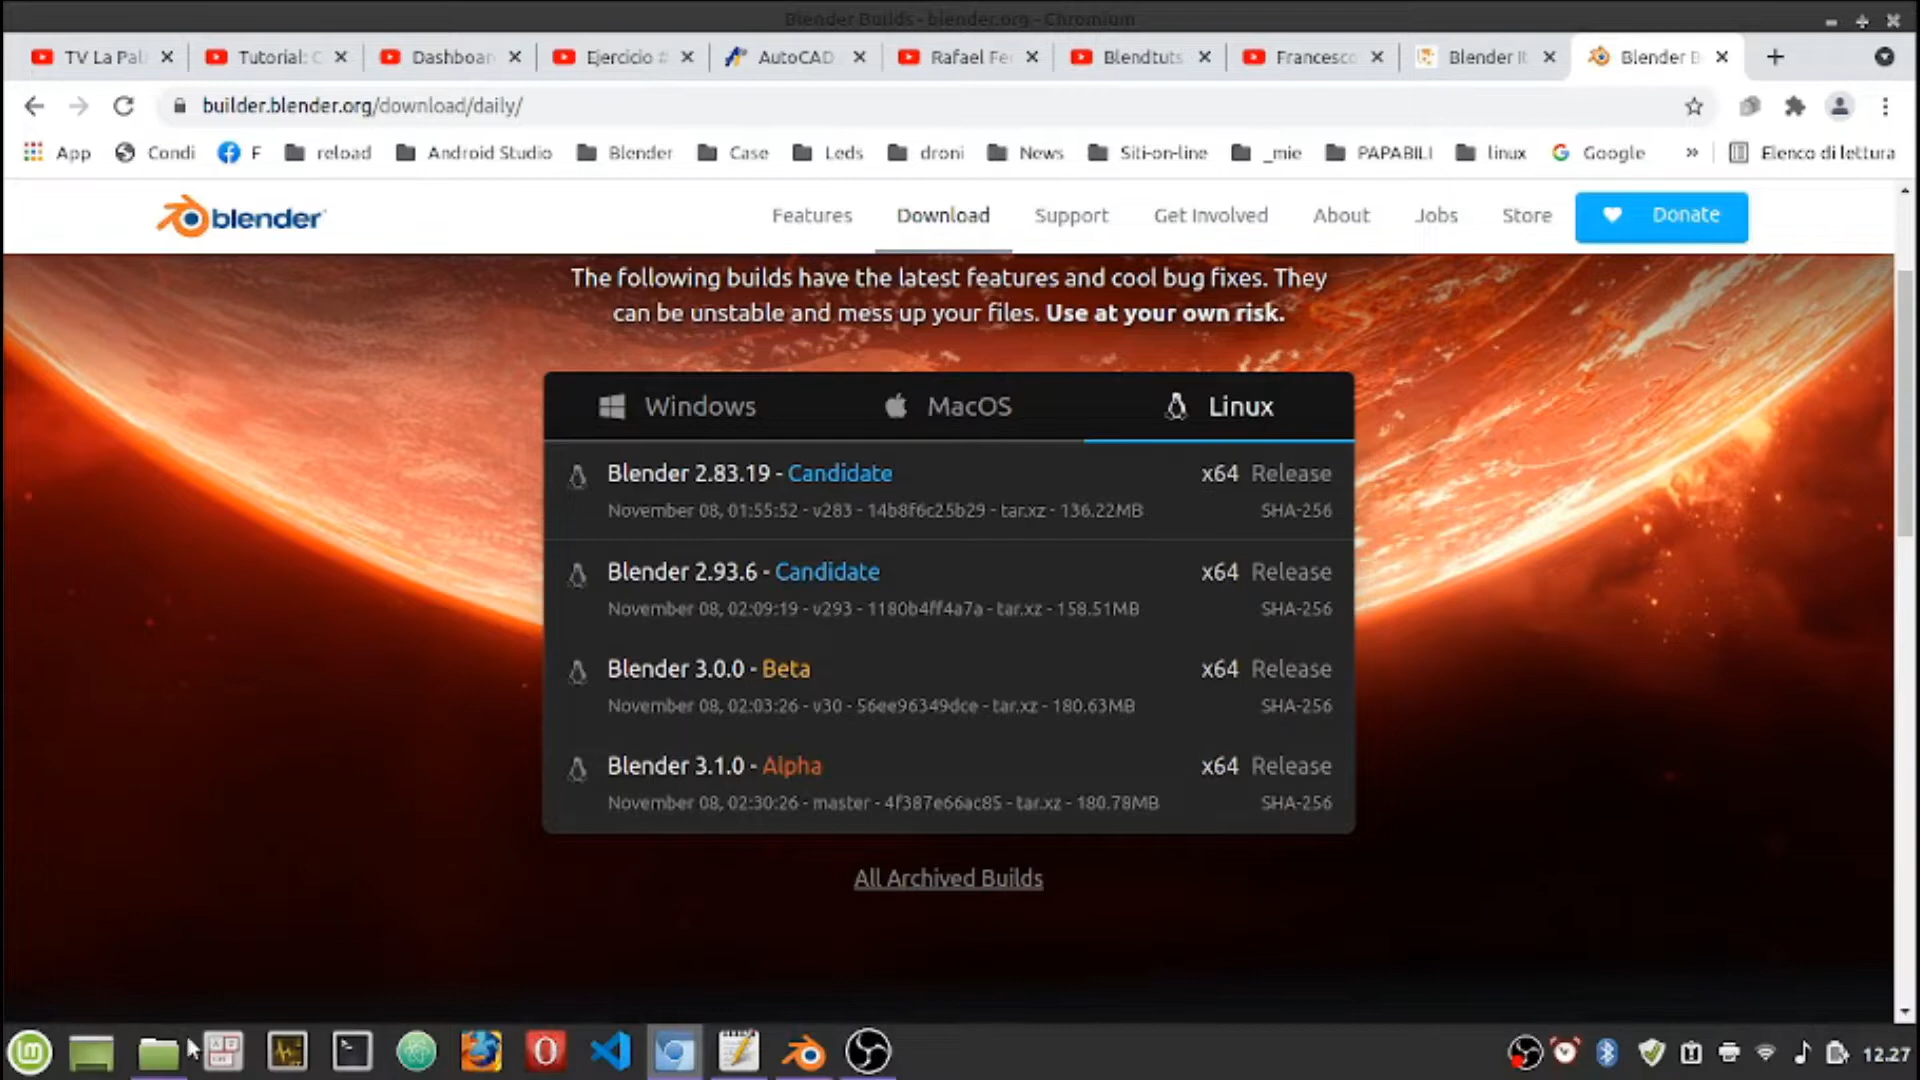 Blender Builds - blender.org - Chromium
TV La Pal
Tutorial: C
Dashboar
Ejercicio #
AutoCAD
Rafael Fer
Blendtuts
Francesco
Blender It
Blender B
builder.blender.org/download/daily/
App
Condi
F
reload
Android Studio
Blender
Case
Leds
droni
News
Siti-on-line
_mie
PAPABILI
linux
Google
»
Elenco di lettura
blender
Features
Download
Support
Get Involved
About
Jobs
Store
Donate
The following builds have the latest features and cool bug fixes. They
can be unstable and mess up your files. Use at your own risk.
Windows
MacOS
Linux
Blender 2.83.19 - Candidate
x64 Release
November 08, 01:55:52 - v283 - 14b8f6c25b29 - tar.xz - 136.22MB
SHA-256
Blender 2.93.6 - Candidate
x64 Release
November 08, 02:09:19 - v293 - 1180b4ff4a7a - tar.xz - 158.51MB
SHA-256
Blender 3.0.0 - Beta
x64 Release
November 08, 02:03:26 - v30 - 56ee96349dce - tar.xz - 180.63MB
SHA-256
Blender 3.1.0 - Alpha
x64 Release
November 08, 02:30:26 - master - 4f387e66ac85 - tar.xz - 180.78MB
SHA-256
All Archived Builds
12.27